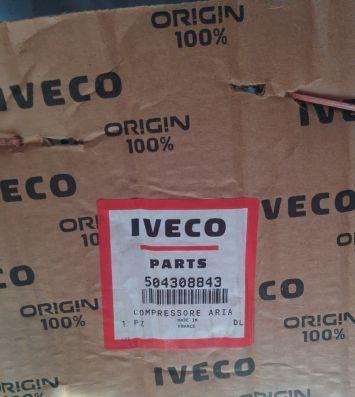 ORIGIN
100%
IVECO
IVECO
ORIGIN
100%
IVECO
IVECO
ORIGIN
100%
IVECO
PARTS
504308843
COMPRESSORE ARIA
1 PZ MADE IN FRANCE DL
ORIGIN
100%
ORIGIN
100%
IVECO
ORIGIN
100%